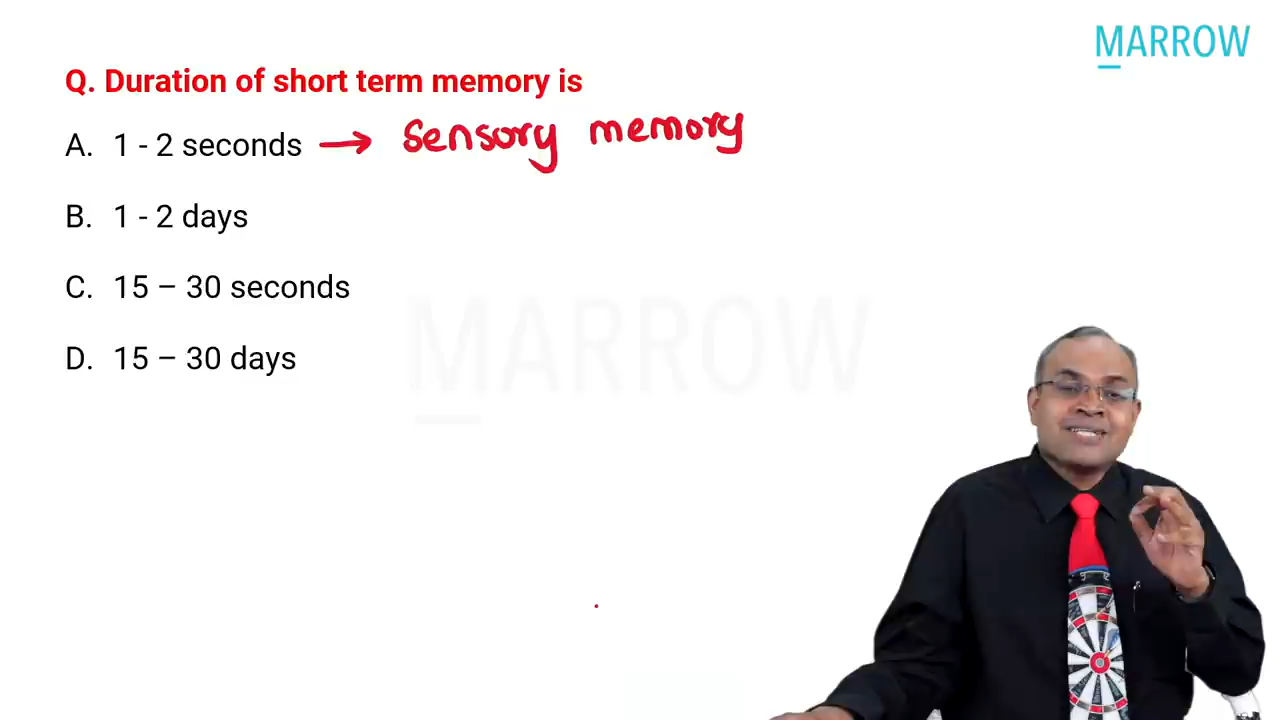 MARROW
Q. Duration of short term memory is
A. 1 - 2 seconds → Sensory memory
B. 1 - 2 days
C. 15 – 30 seconds
D. 15 – 30 days
MARROW